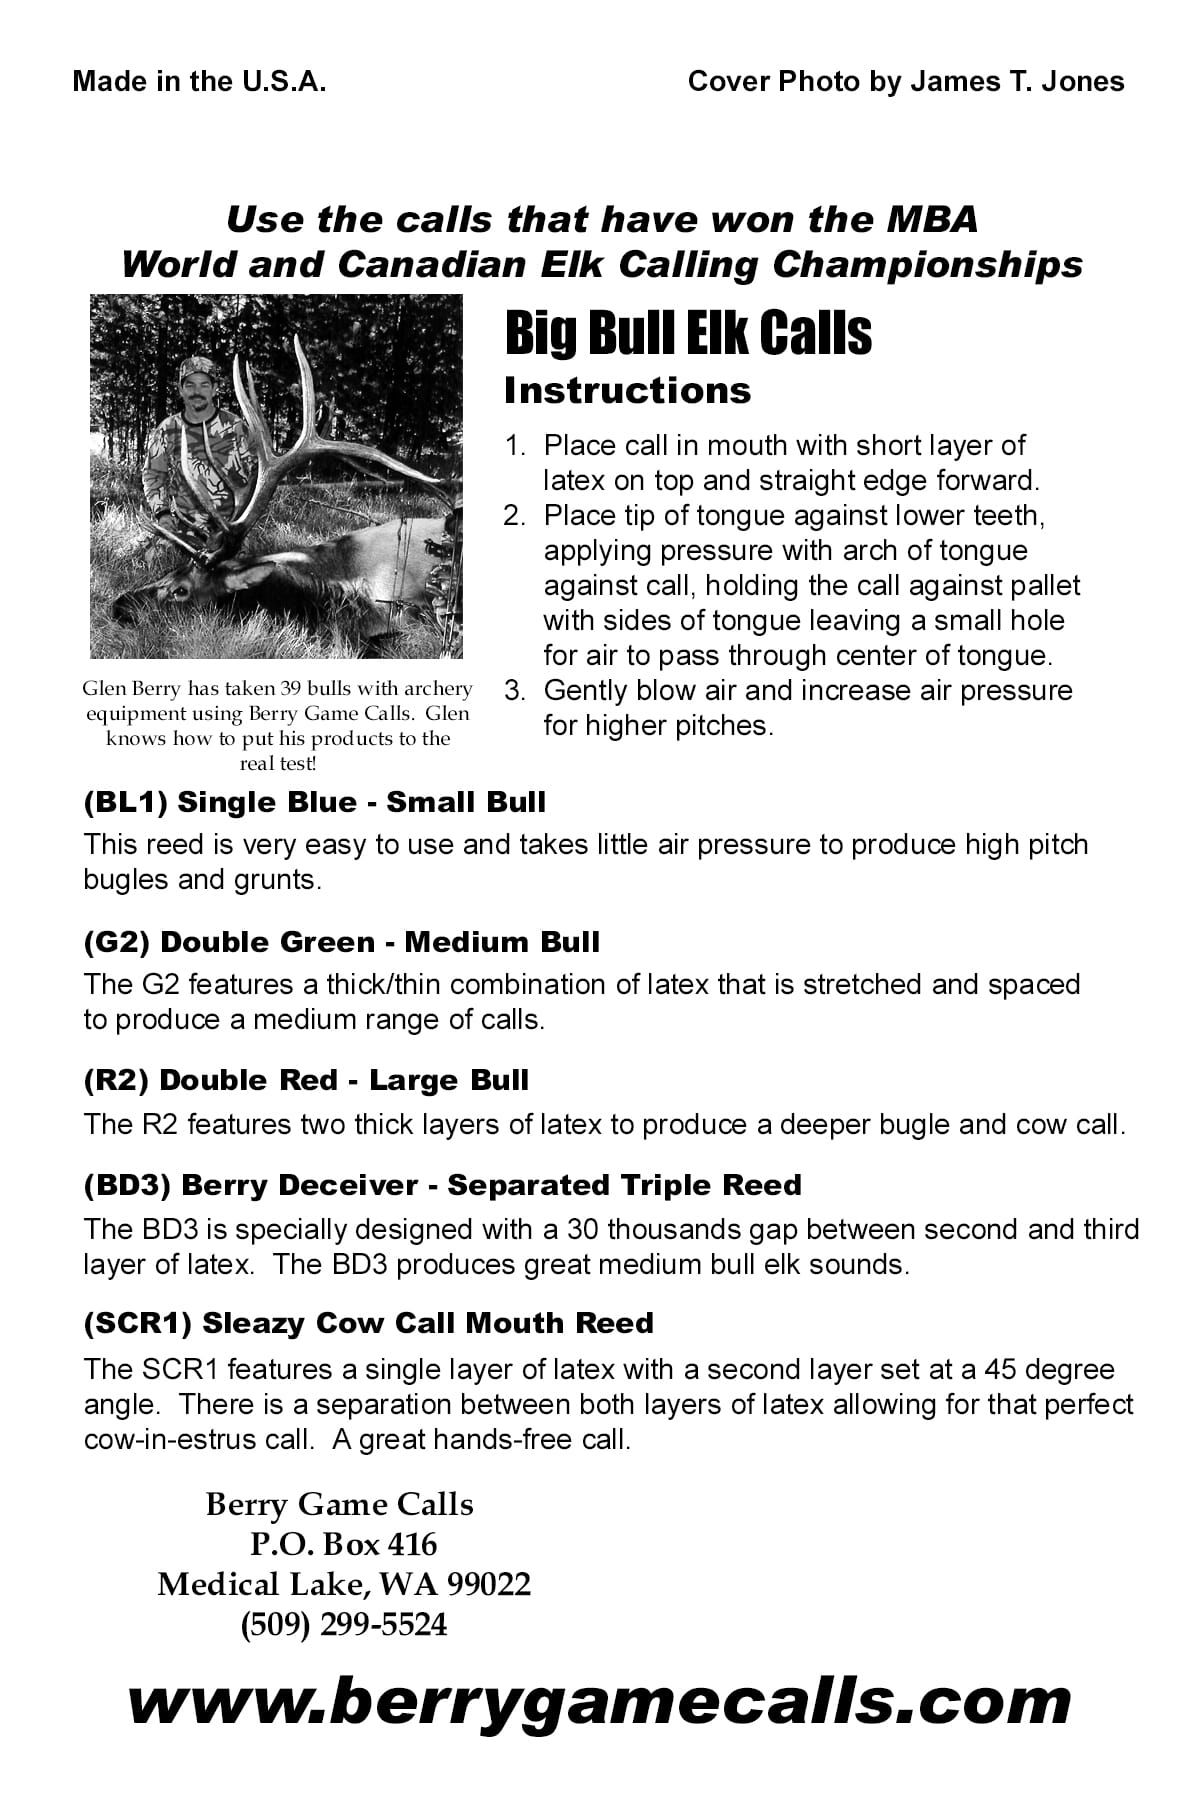 Made in the U.S.A.
Cover Photo by James T. Jones
Use the calls that have won the MBA
World and Canadian Elk Calling Championships
Big Bull Elk Calls
Instructions
1. Place call in mouth with short layer of
latex on top and straight edge forward.
2. Place tip of tongue against lower teeth,
applying pressure with arch of tongue
against call, holding the call against pallet
with sides of tongue leaving a small hole
for air to pass through center of tongue.
3. Gently blow air and increase air pressure
for higher pitches.
Glen Berry has taken 39 bulls with archery
equipment using Berry Game Calls. Glen
knows how to put his products to the
real test!
(BL1) Single Blue - Small Bull
This reed is very easy to use and takes little air pressure to produce high pitch
bugles and grunts.
(G2) Double Green - Medium Bull
The G2 features a thick/thin combination of latex that is stretched and spaced
to produce a medium range of calls.
(R2) Double Red - Large Bull
The R2 features two thick layers of latex to produce a deeper bugle and cow call.
(BD3) Berry Deceiver - Separated Triple Reed
The BD3 is specially designed with a 30 thousands gap between second and third
layer of latex. The BD3 produces great medium bull elk sounds.
(SCR1) Sleazy Cow Call Mouth Reed
The SCR1 features a single layer of latex with a second layer set at a 45 degree
angle. There is a separation between both layers of latex allowing for that perfect
cow-in-estrus call. A great hands-free call.
Berry Game Calls
P.O. Box 416
Medical Lake, WA 99022
(509) 299-5524
www.berrygamecalls.com